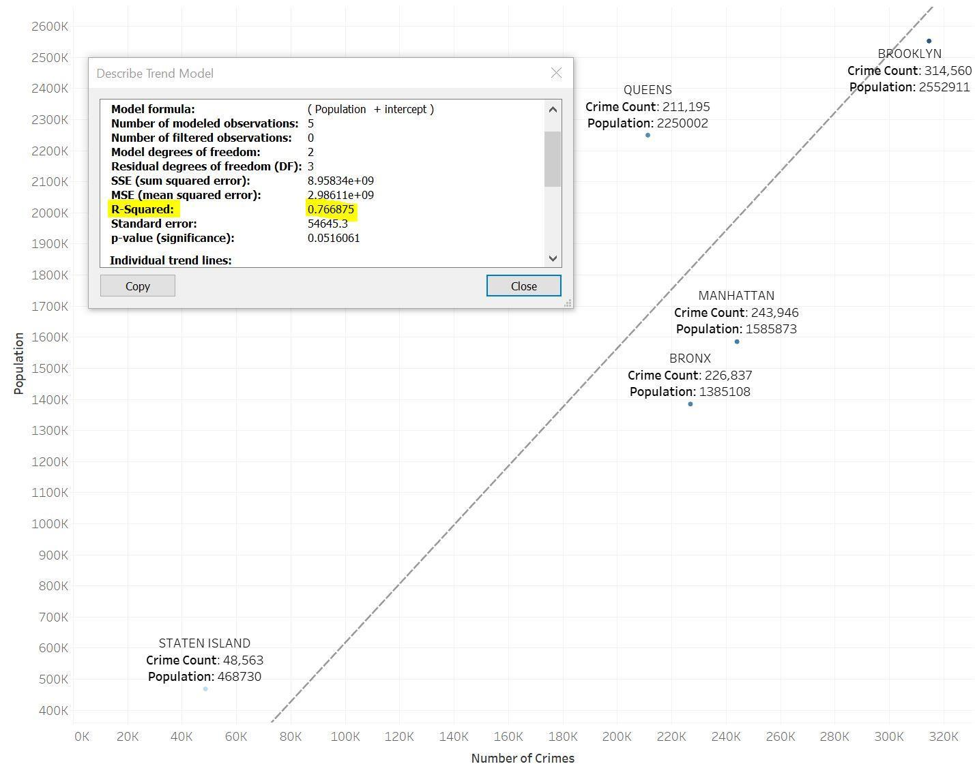 2600K
2500K
2400K
2300K
2200K
2100K
2000K
1900K
1800K
1700K
1600K
1500K
1400K
1300K
1200K
1100K
1000K
900K
800K
700K
600K
500K
400K
Population
Describe Trend Model
Model formula: ( Population + intercept )
Number of modeled observations: 5
Number of filtered observations: 0
Model degrees of freedom: 2
Residual degrees of freedom (DF): 3
SSE (sum squared error): 8.95834e+09
MSE (mean squared error): 2.98611e+09
R-Squared: 0.766875
Standard error: 54645.3
p-value (significance): 0.0516061
Individual trend lines:
Copy
Close
BROOKLYN
Crime Count: 314,560
Population: 2552911
QUEENS
Crime Count: 211,195
Population: 2250002
MANHATTAN
Crime Count: 243,946
Population: 1585873
BRONX
Crime Count: 226,837
Population: 1385108
STATEN ISLAND
Crime Count: 48,563
Population: 468730
0K 20K 40K 60K 80K 100K 120K 140K 160K 180K 200K 220K 240K 260K 280K 300K 320K
Number of Crimes